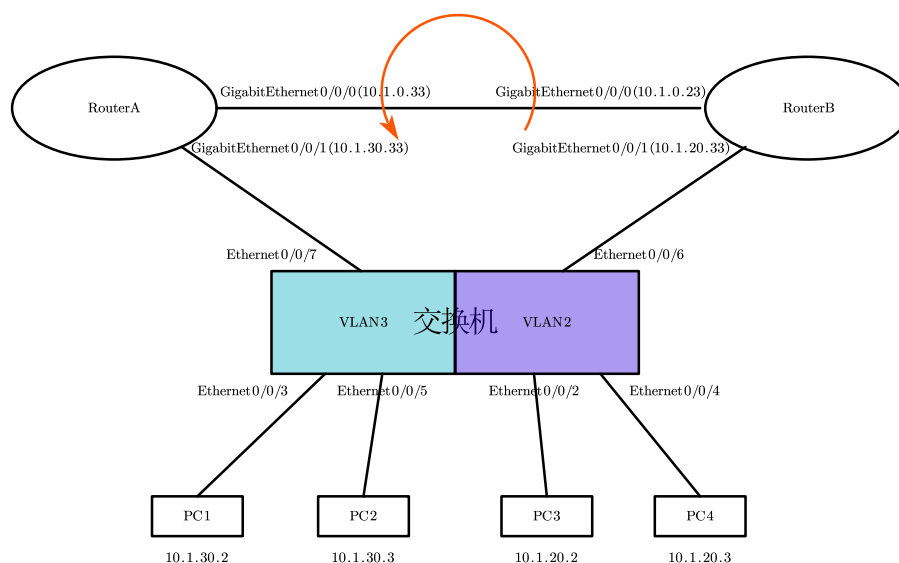 GigabitEthernet0/0/0(10.1.0.33)
GigabitEthernet0/0/0(10.1.0.23)
RouterA
RouterB
GigabitEthernet0/0/1(10.1.30.33)
GigabitEthernet0/0/1(10.1.20.33)
Ethernet0/0/7
Ethernet0/0/6
VLAN3
交换机
VLAN2
Ethernet0/0/3
Ethernet0/0/5
Ethernet0/0/2
Ethernet0/0/4
PC1
PC2
PC3
PC4
10.1.30.2
10.1.30.3
10.1.20.2
10.1.20.3